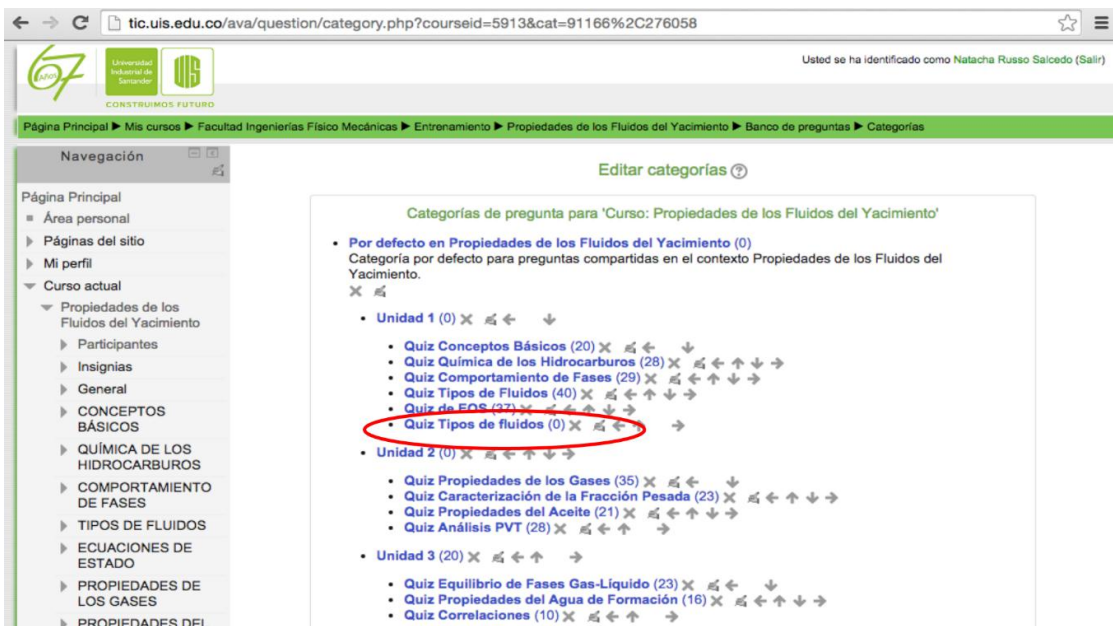 tic.uis.edu.co/ava/question/category.php?courseid=5913&cat=91166%2C276058
67
AÑOS
Universidad
Industrial de
Santander
UIS
CONSTRUIMOS FUTURO
Usted se ha identificado como Natacha Russo Salcedo (Salir)
Página Principal ► Mis cursos ► Facultad Ingenierías Físico Mecánicas ► Entrenamiento ► Propiedades de los Fluidos del Yacimiento ► Banco de preguntas ► Categorías
Navegación
Página Principal
Área personal
Páginas del sitio
Mi perfil
Curso actual
Propiedades de los
Fluidos del Yacimiento
Participantes
Insignias
General
CONCEPTOS
BÁSICOS
QUÍMICA DE LOS
HIDROCARBUROS
COMPORTAMIENTO
DE FASES
TIPOS DE FLUIDOS
ECUACIONES DE
ESTADO
PROPIEDADES DE
LOS GASES
PROPIEDADES DEL
Editar categorías
Categorías de pregunta para 'Curso: Propiedades de los Fluidos del Yacimiento'
Por defecto en Propiedades de los Fluidos del Yacimiento (0)
Categoría por defecto para preguntas compartidas en el contexto Propiedades de los Fluidos del
Yacimiento.
Unidad 1 (0)
Quiz Conceptos Básicos (20)
Quiz Química de los Hidrocarburos (28)
Quiz Comportamiento de Fases (29)
Quiz Tipos de Fluidos (40)
Quiz de EOS (37)
Quiz Tipos de fluidos (0)
Unidad 2 (0)
Quiz Propiedades de los Gases (35)
Quiz Caracterización de la Fracción Pesada (23)
Quiz Propiedades del Aceite (21)
Quiz Análisis PVT (28)
Unidad 3 (20)
Quiz Equilibrio de Fases Gas-Líquido (23)
Quiz Propiedades del Agua de Formación (16)
Quiz Correlaciones (10)